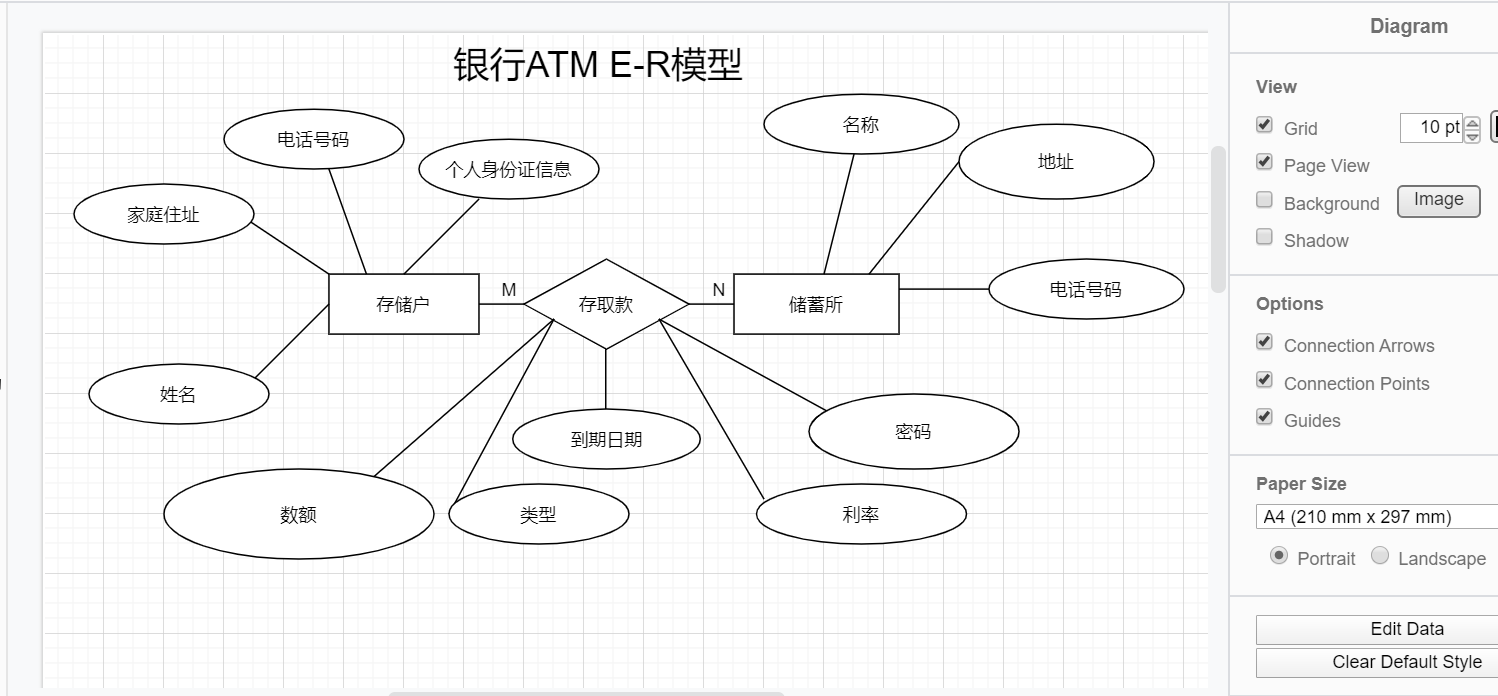 银行ATM E-R模型
电话号码
个人身份证信息
家庭住址
姓名
存储户
M
存取款
N
储蓄所
名称
地址
电话号码
数额
类型
到期日期
利率
密码
Diagram
View
Grid
10 pt
Page View
Background
Image
Shadow
Options
Connection Arrows
Connection Points
Guides
Paper Size
A4 (210 mm x 297 mm)
Portrait
Landscape
Edit Data
Clear Default Style